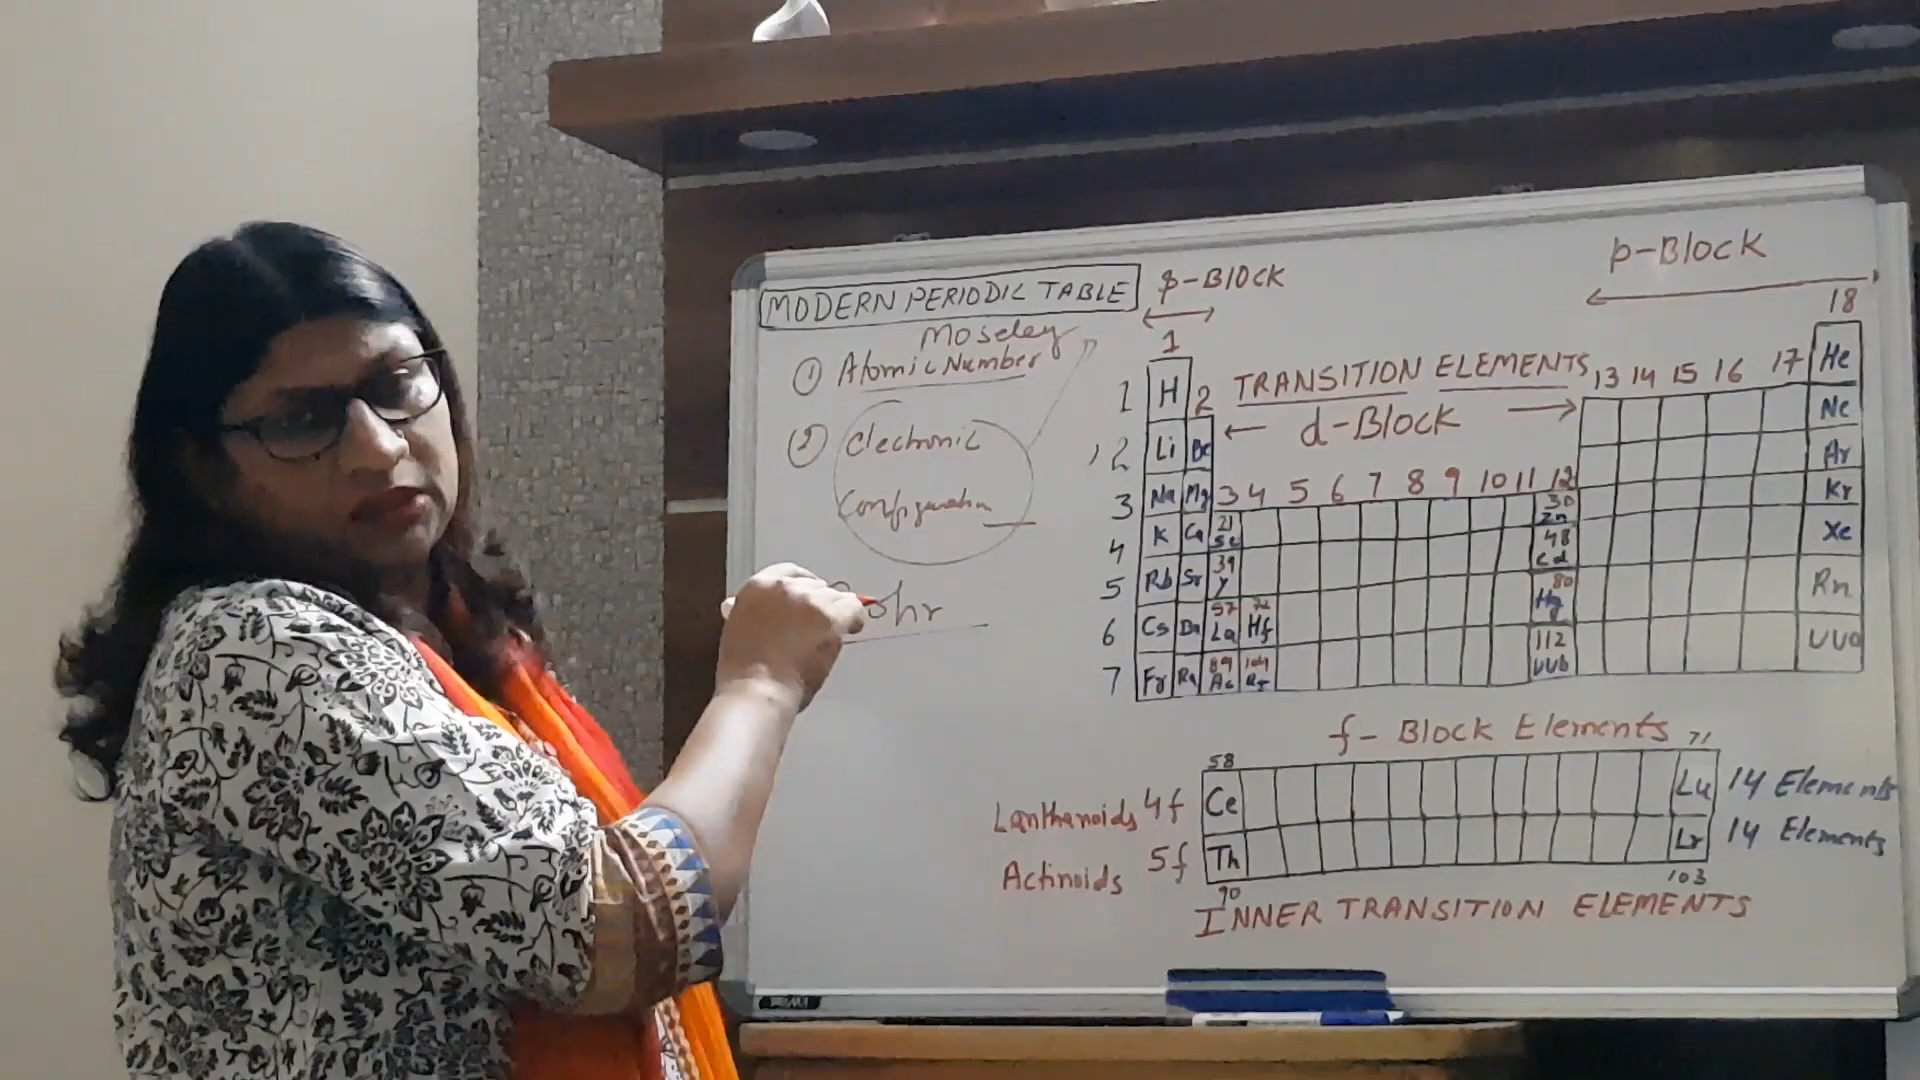 MODERN PERIODIC TABLE
Moseley
① Atomic Number
② Electronic
Configuration
Bohr
s-BLOCK
p-BLOCK
1
18
TRANSITION ELEMENTS
d-Block
2
13 14 15 16 17
3 4 5 6 7 8 9 10 11 12
1 H He
2 Li Be Ne
3 Na Mg Ar
4 K Ca 21 Sc 30 Zn Kr
5 Rb Sr 39 Y 48 Cd Xe
6 Cs Ba 57 La 72 Hf 80 Hg Rn
7 Fr Ra 89 Ac 104 Rf 112 UUb UUo
f- Block Elements
58 71
Lanthanoids 4f Ce Lu 14 Elements
Actinoids 5f Th Lr 14 Elements
90 103
INNER TRANSITION ELEMENTS